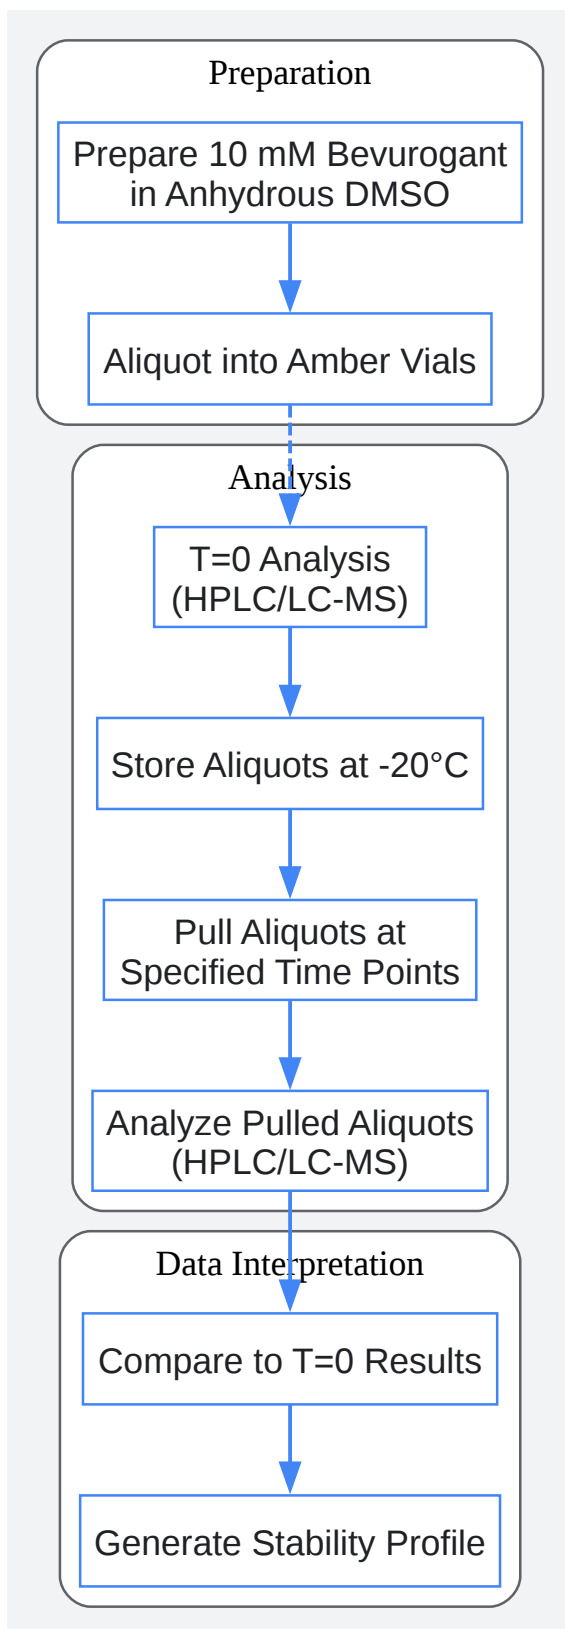 Preparation
Prepare 10 mM Bevurogant
in Anhydrous DMSO
Aliquot into Amber Vials
Analysis
T=0 Analysis
(HPLC/LC-MS)
Store Aliquots at -20°C
Pull Aliquots at
Specified Time Points
Analyze Pulled Aliquots
(HPLC/LC-MS)
Data Interpretation
Compare to T=0 Results
Generate Stability Profile